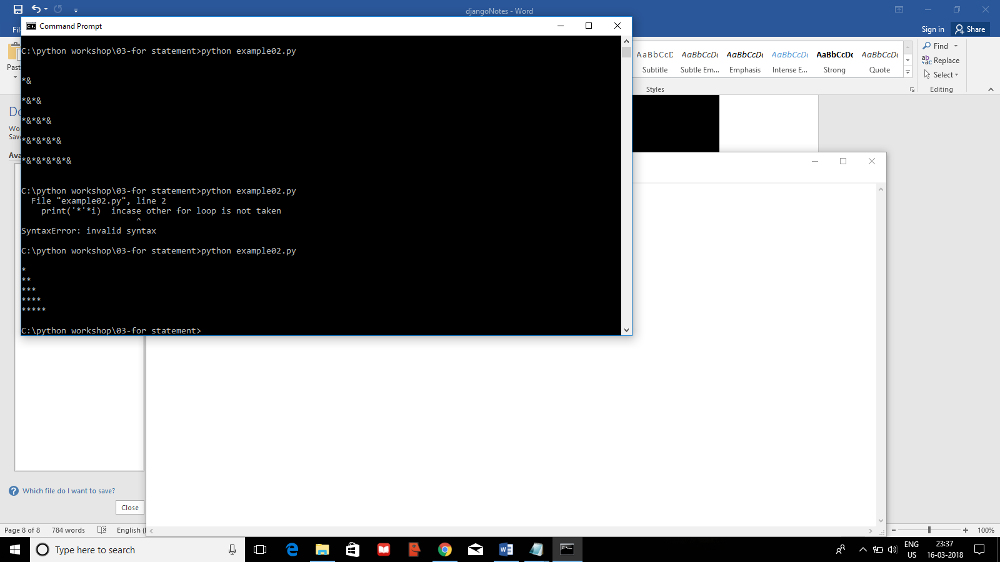 djangoNotes - Word
Command Prompt
Sign in
Share
C:\python workshop\03-for statement>python example02.py
*&
*&*&
*&*&*&
*&*&*&*&
*&*&*&*&*&
C:\python workshop\03-for statement>python example02.py
File "example02.py", line 2
print('*'*i)  incase other for loop is not taken
^
SyntaxError: invalid syntax
C:\python workshop\03-for statement>python example02.py
*
**
***
****
*****
C:\python workshop\03-for statement>
AaBbCcD AaBbCcDc AaBbCcDc AaBbCcDc AaBbCcDc AaBbCcDc
Subtitle Subtle Em... Emphasis Intense E... Strong Quote
Styles
Find
Replace
Select
Editing
Which file do I want to save?
Close
Page 8 of 8 784 words English
100%
Type here to search
ENG
US
23:37
16-03-2018